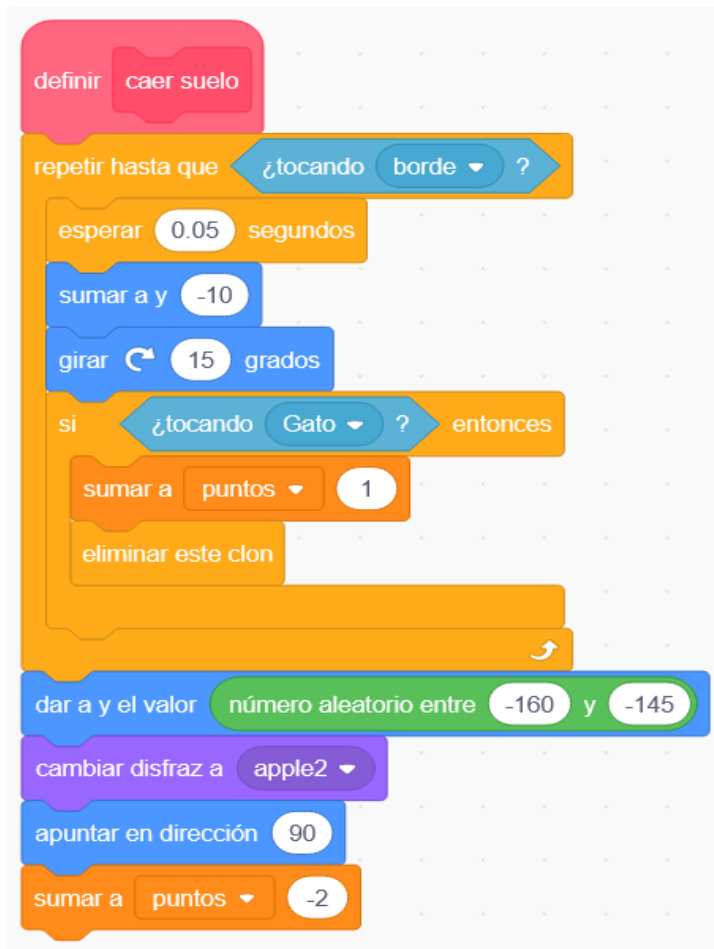 definir caer suelo
repetir hasta que ¿tocando borde ?
esperar 0.05 segundos
sumar a y -10
girar 15 grados
si ¿tocando Gato ? entonces
sumar a puntos 1
eliminar este clon
dar a y el valor número aleatorio entre -160 y -145
cambiar disfraz a apple2
apuntar en dirección 90
sumar a puntos -2